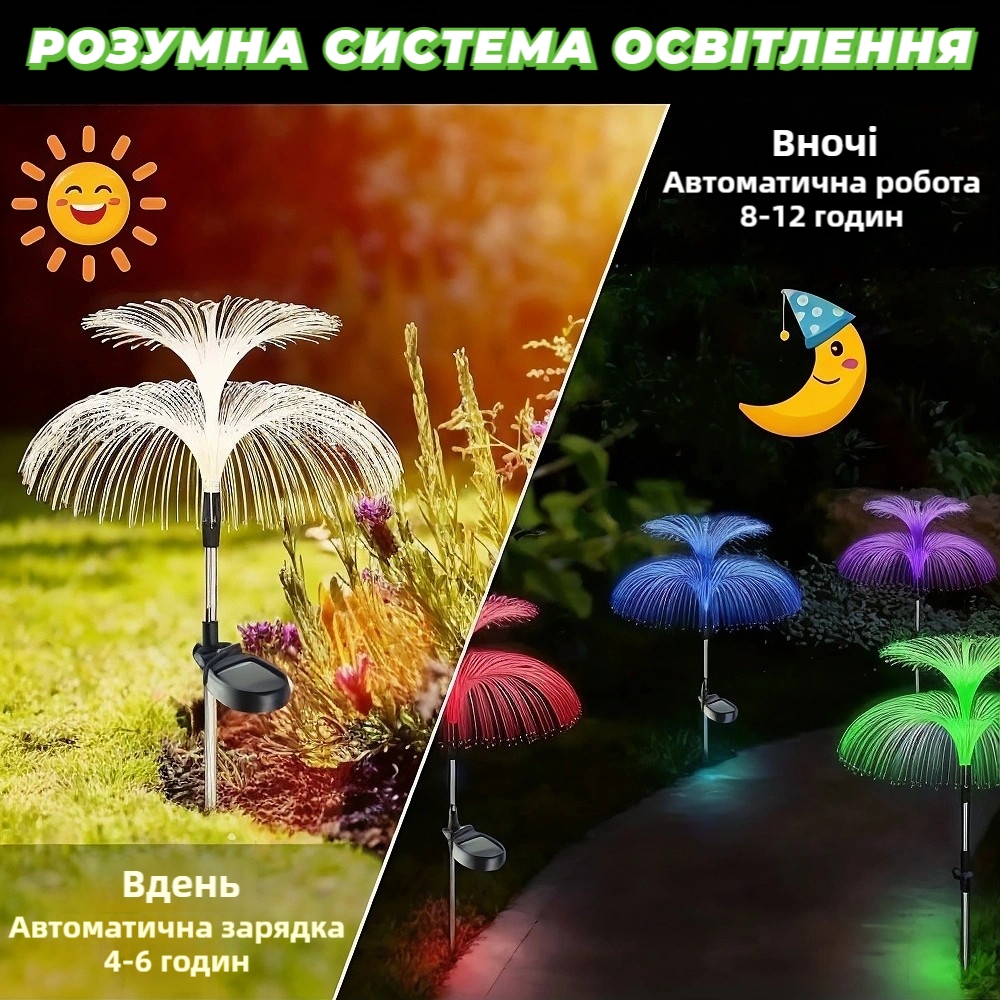 РОЗУМНА СИСТЕМА ОСВІТЛЕННЯ
Вночі
Автоматична робота
8-12 годин
Вдень
Автоматична зарядка
4-6 годин